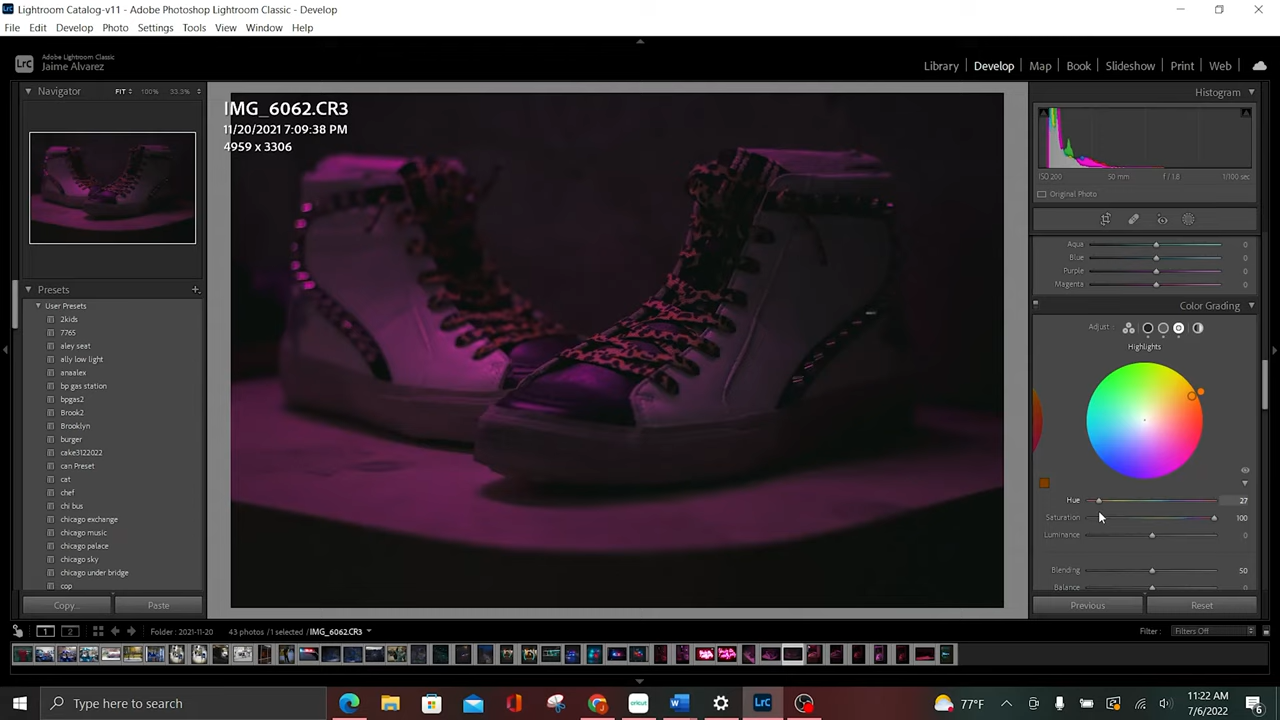 Lightroom Catalog-v11 - Adobe Photoshop Lightroom Classic - Develop
File Edit Develop Photo Settings Tools View Window Help
LrC Adobe Lightroom Classic
Jaime Alvarez
Library Develop Map Book Slideshow Print Web
Navigator FIT 100% 33.3%
Presets
User Presets
2kids
7765
aley seat
ally low light
anaalex
bp gas station
bpgas2
Brook2
Brooklyn
burger
cake3122022
can Preset
cat
chef
chi bus
chicago exchange
chicago music
chicago palace
chicago sky
chicago under bridge
cop
Copy... Paste
IMG_6062.CR3
11/20/2021 7:09:38 PM
4959 x 3306
Histogram
ISO 200 50 mm f / 1.8 1/100 sec
Original Photo
Aqua 0
Blue 0
Purple 0
Magenta 0
Color Grading
Adjust:
Highlights
Hue 27
Saturation 100
Luminance 0
Blending 50
Balance 0
Previous Reset
1 2 Folder : 2021-11-20 43 photos / 1 selected / IMG_6062.CR3 Filter : Filters Off
Type here to search
cricut
W
LrC
77°F
11:22 AM
7/6/2022
6